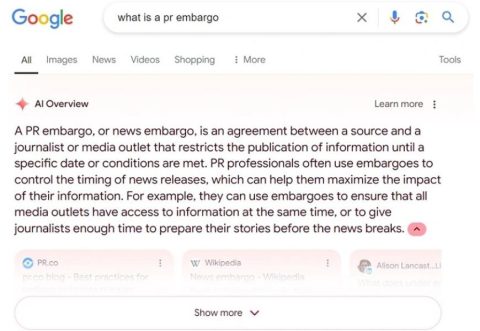 Google what is a pr embargo
All Images News Videos Shopping More Tools
AI Overview Learn more
A PR embargo, or news embargo, is an agreement between a source and a
journalist or media outlet that restricts the publication of information until a
specific date or conditions are met. PR professionals often use embargoes to
control the timing of news releases, which can help them maximize the impact
of their information. For example, they can use embargoes to ensure that all
media outlets have access to information at the same time, or to give
journalists enough time to prepare their stories before the news breaks.
PR.co Wikipedia Alison Lancast...Li
pr.co blog - Best practices for News embargo - Wikipedia What does under
Show more